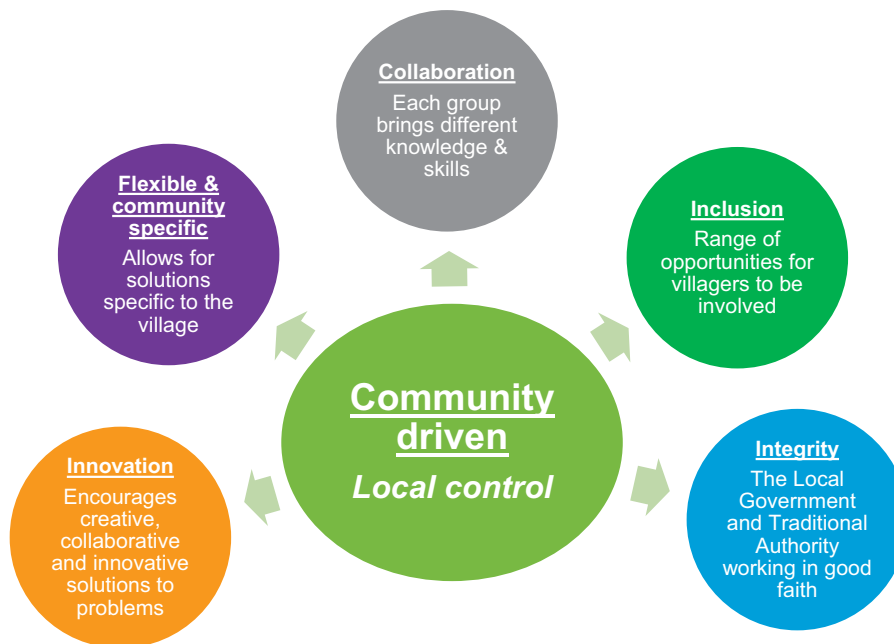 Collaboration
Each group
brings different
knowledge &
skills
Flexible &
community
specific
Allows for
solutions
specific to the
village
Inclusion
Range of
opportunities for
villagers to be
involved
Community
driven
Local control
Innovation
Encourages
creative,
collaborative
and innovative
solutions to
problems
Integrity
The Local
Government
and Traditional
Authority
working in good
faith